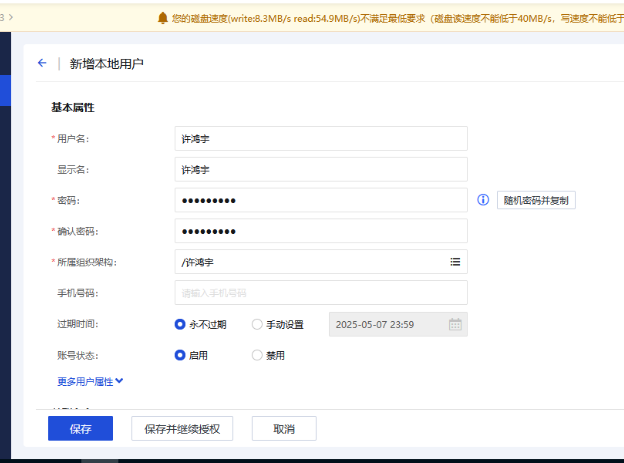 3 >
您的磁盘速度(write:8.3MB/s read:54.9MB/s)不满足最低要求（磁盘读速度不能低于40MB/s，写速度不能低于
新增本地用户
基本属性
*用户名： 许鸿宇
显示名： 许鸿宇
*密码： ●●●●●●●●● 随机密码并复制
*确认密码： ●●●●●●●●●
*所属组织架构： /许鸿宇
手机号码： 请输入手机号码
过期时间： 永不过期 手动设置 2025-05-07 23:59
账号状态： 启用 禁用
更多用户属性
保存 保存并继续授权 取消